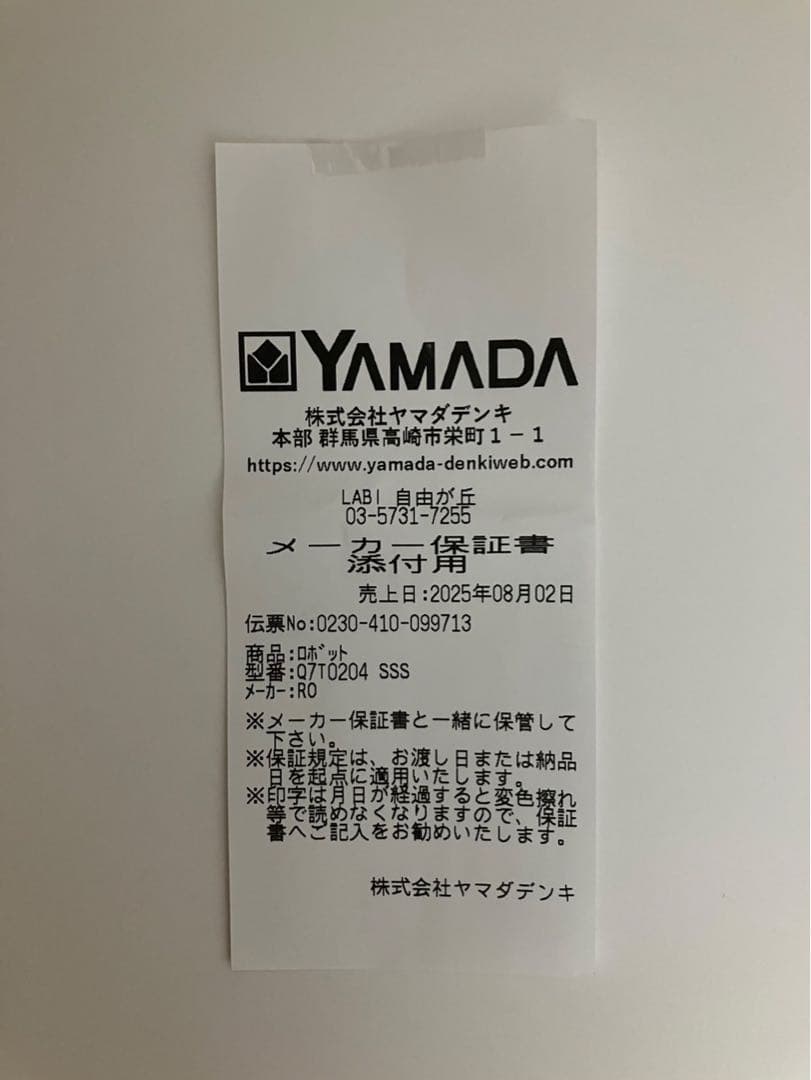 YAMADA
株式会社ヤマダデンキ
本部 群馬県高崎市栄町1-1
https://www.yamada-denkiweb.com
LABI 自由が丘
03-5731-7255
メーカー保証書
添付用
売上日:2025年08月02日
伝票No:0230-410-099713
商品:ロボット
型番:Q7T0204 SSS
メーカー:RO
※メーカー保証書と一緒に保管して
下さい。
※保証規定は、お渡し日または納品
日を起点に適用いたします。
※印字は月日が経過すると変色擦れ
等で読めなくなりますので、保証
書へご記入をお勧めいたします。
株式会社ヤマダデンキ